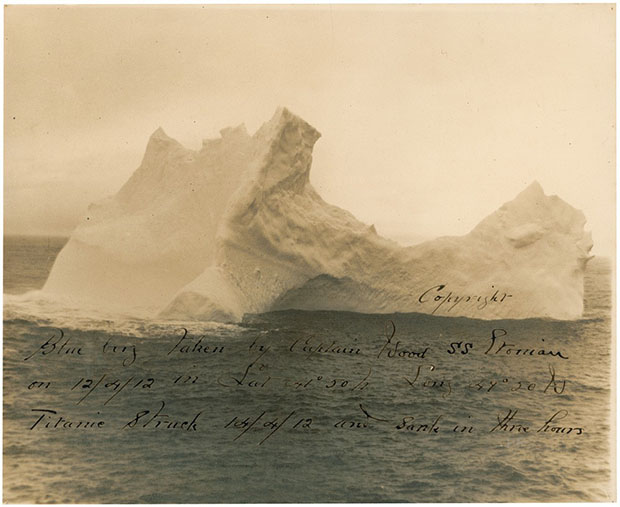 Copyright
Blue berg taken by Captain Wood SS Etonian
on 12/4/12 in Lat 41°50 N Long 49°50 W
Titanic Struck 14/4/12 and sank in three hours